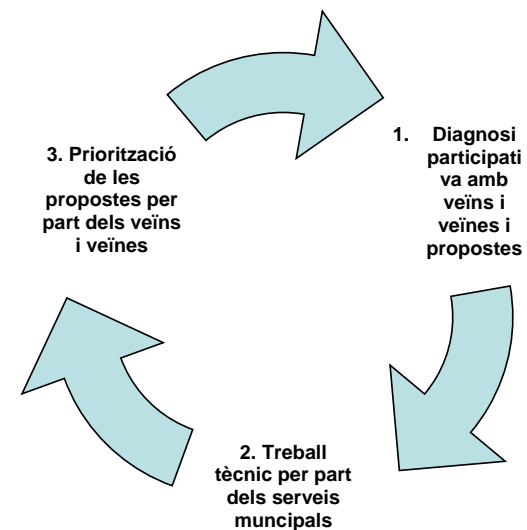 1. Diagnosi
participati
va amb
veïns i
veïnes i
propostes
2. Treball
tècnic per part
dels serveis
muncipals
3. Priorització
de les
propostes per
part dels veïns
i veïnes